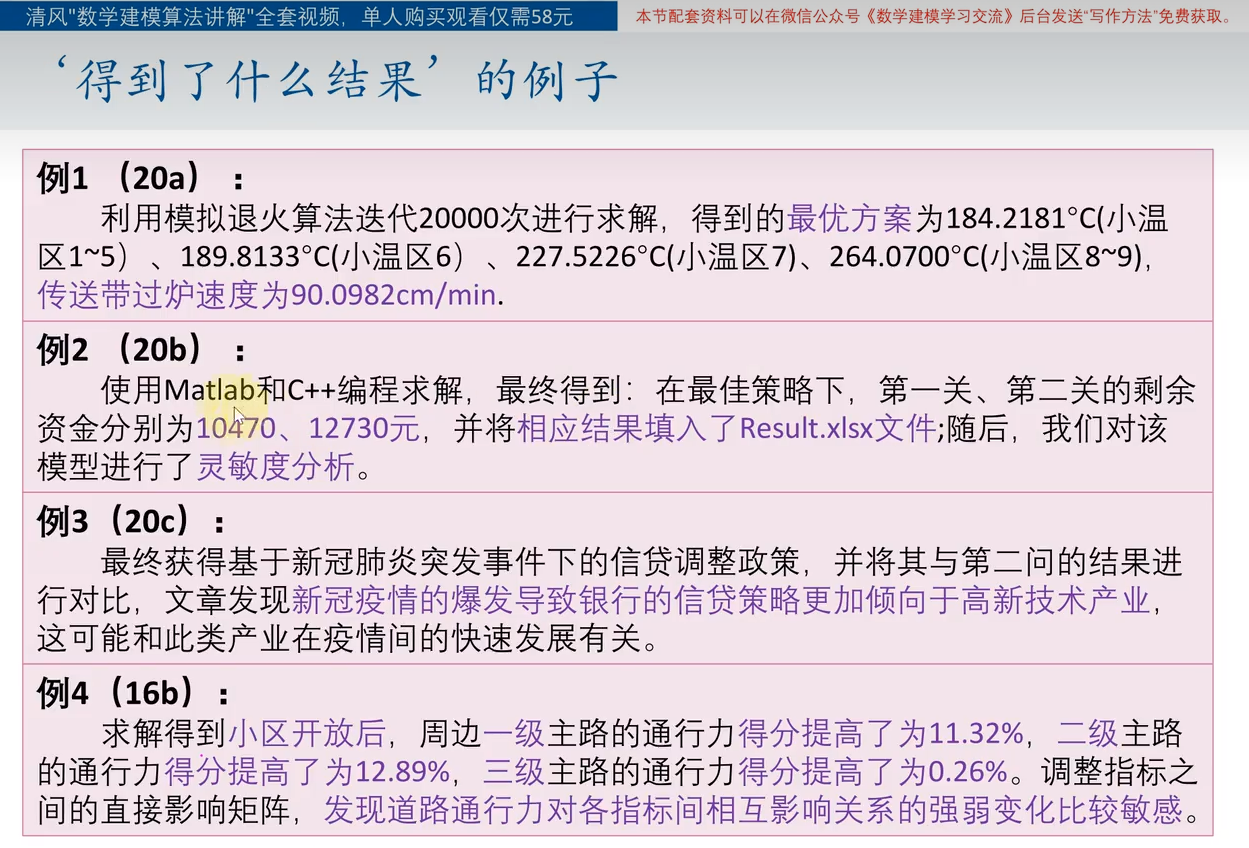 清风"数学建模算法讲解"全套视频，单人购买观看仅需58元
本节配套资料可以在微信公众号《数学建模学习交流》后台发送“写作方法”免费获取。
‘得到了什么结果’的例子
例1 （20a）：
利用模拟退火算法迭代20000次进行求解，得到的最优方案为184.2181°C(小温
区1~5）、189.8133°C(小温区6）、227.5226°C(小温区7)、264.0700°C(小温区8~9)，
传送带过炉速度为90.0982cm/min.
例2 （20b）：
使用Matlab和C++编程求解，最终得到：在最佳策略下，第一关、第二关的剩余
资金分别为10470、12730元，并将相应结果填入了Result.xlsx文件;随后，我们对该
模型进行了灵敏度分析。
例3（20c）：
最终获得基于新冠肺炎突发事件下的信贷调整政策，并将其与第二问的结果进
行对比，文章发现新冠疫情的爆发导致银行的信贷策略更加倾向于高新技术产业，
这可能和此类产业在疫情间的快速发展有关。
例4（16b）：
求解得到小区开放后，周边一级主路的通行力得分提高了为11.32%，二级主路
的通行力得分提高了为12.89%，三级主路的通行力得分提高了为0.26%。调整指标之
间的直接影响矩阵，发现道路通行力对各指标间相互影响关系的强弱变化比较敏感。